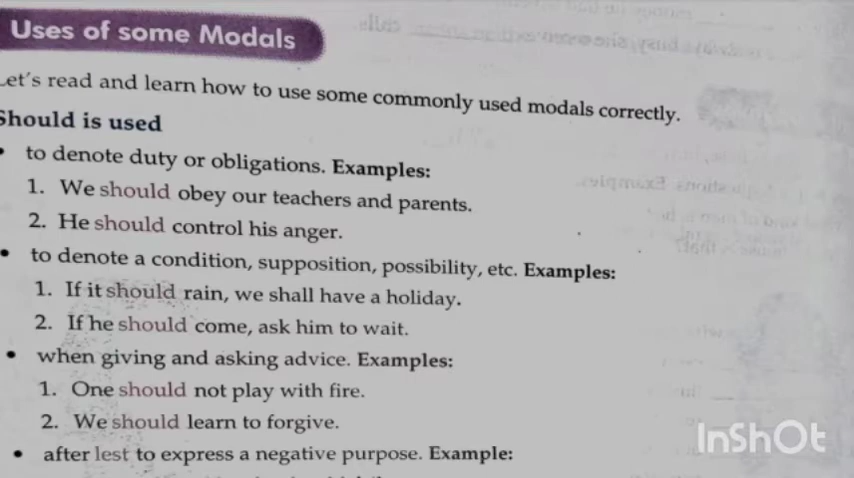 Uses of some Modals
Let's read and learn how to use some commonly used modals correctly.
Should is used
• to denote duty or obligations. Examples:
1. We should obey our teachers and parents.
2. He should control his anger.
• to denote a condition, supposition, possibility, etc. Examples:
1. If it should rain, we shall have a holiday.
2. If he should come, ask him to wait.
• when giving and asking advice. Examples:
1. One should not play with fire.
2. We should learn to forgive.
• after lest to express a negative purpose. Example:
InShOt